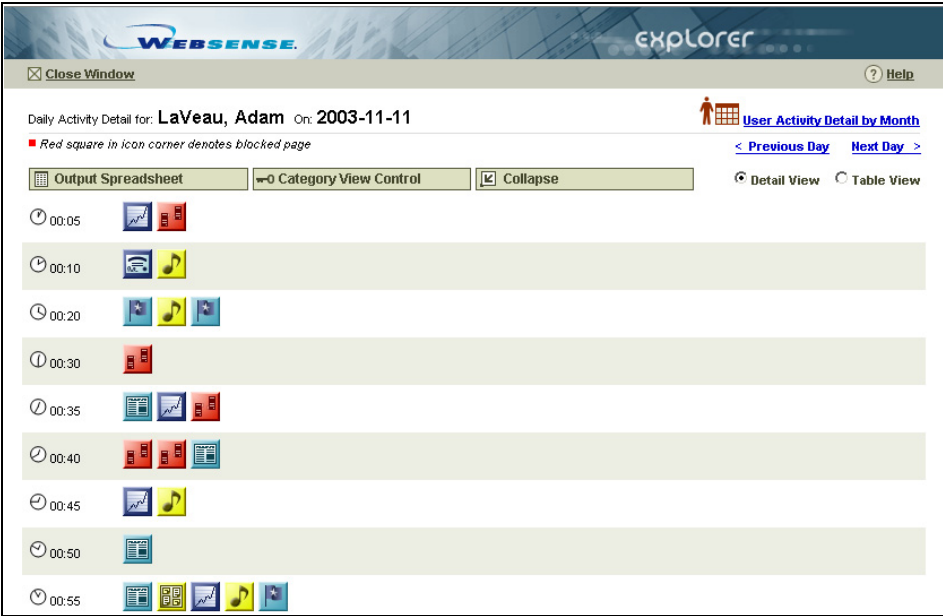 WEBSENSE.
explorer
Close Window
? Help
Daily Activity Detail for: LaVeau, Adam On: 2003-11-11
User Activity Detail by Month
Red square in icon corner denotes blocked page
< Previous Day Next Day >
Output Spreadsheet
Category View Control
Collapse
Detail View Table View
00:05
00:10
00:20
00:30
00:35
00:40
00:45
00:50
00:55